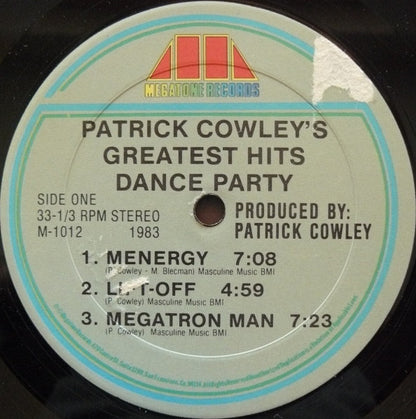 MEGATONE RECORDS
PATRICK COWLEY'S
GREATEST HITS
DANCE PARTY
SIDE ONE
33-1/3 RPM STEREO
M-1012 1983
PRODUCED BY:
PATRICK COWLEY
1. MENERGY 7:08
(P. Cowley - M. Blecman) Masculine Music BMI
2. LIFT-OFF 4:59
(P. Cowley) Masculine Music BMI
3. MEGATRON MAN 7:23
(P. Cowley) Masculine Music BMI